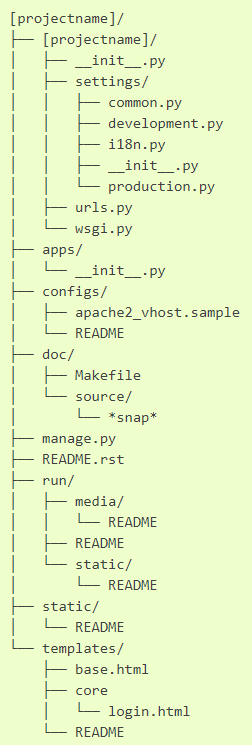 [projectname]/
├── [projectname]/
│   ├── __init__.py
│   ├── settings/
│   │   ├── common.py
│   │   ├── development.py
│   │   ├── i18n.py
│   │   ├── __init__.py
│   │   └── production.py
│   ├── urls.py
│   └── wsgi.py
├── apps/
│   └── __init__.py
├── configs/
│   ├── apache2_vhost.sample
│   └── README
├── doc/
│   ├── Makefile
│   └── source/
│       └── *snap*
├── manage.py
├── README.rst
├── run/
│   ├── media/
│   │   └── README
│   ├── README
│   └── static/
│       └── README
├── static/
│   └── README
└── templates/
    ├── base.html
    ├── core
    │   └── login.html
    └── README